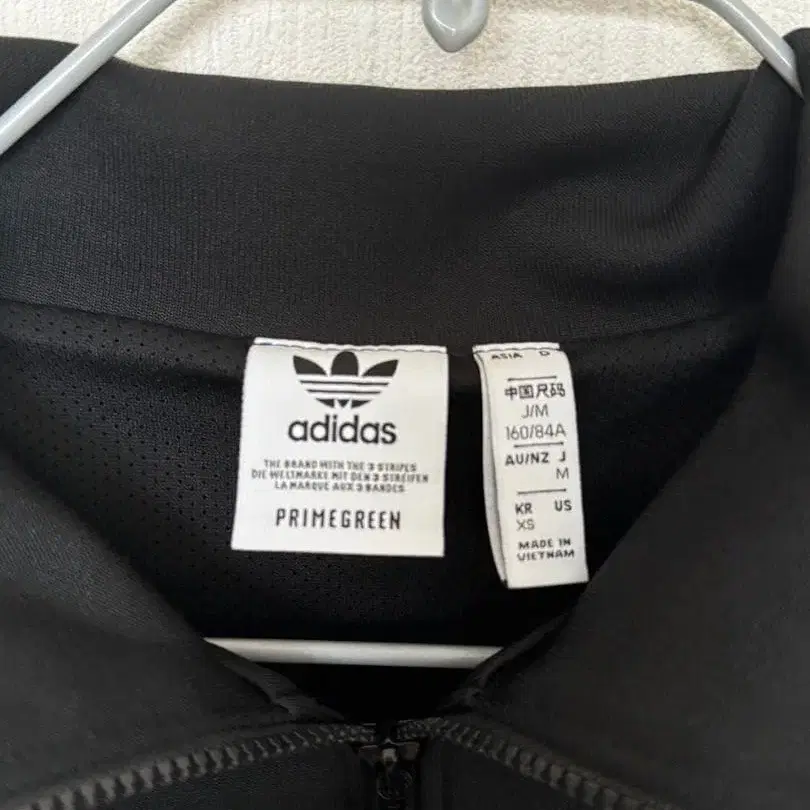 adidas
THE BRAND WITH THE 3 STRIPES
DIE WELTMARKE MIT DEN 3 STREIFEN
LA MARQUE AUX 3 BANDES
PRIMEGREEN
ASIA D
中国尺码
J/M
160/84A
AU/NZ J
M
KR US
XS
MADE IN
VIETNAM